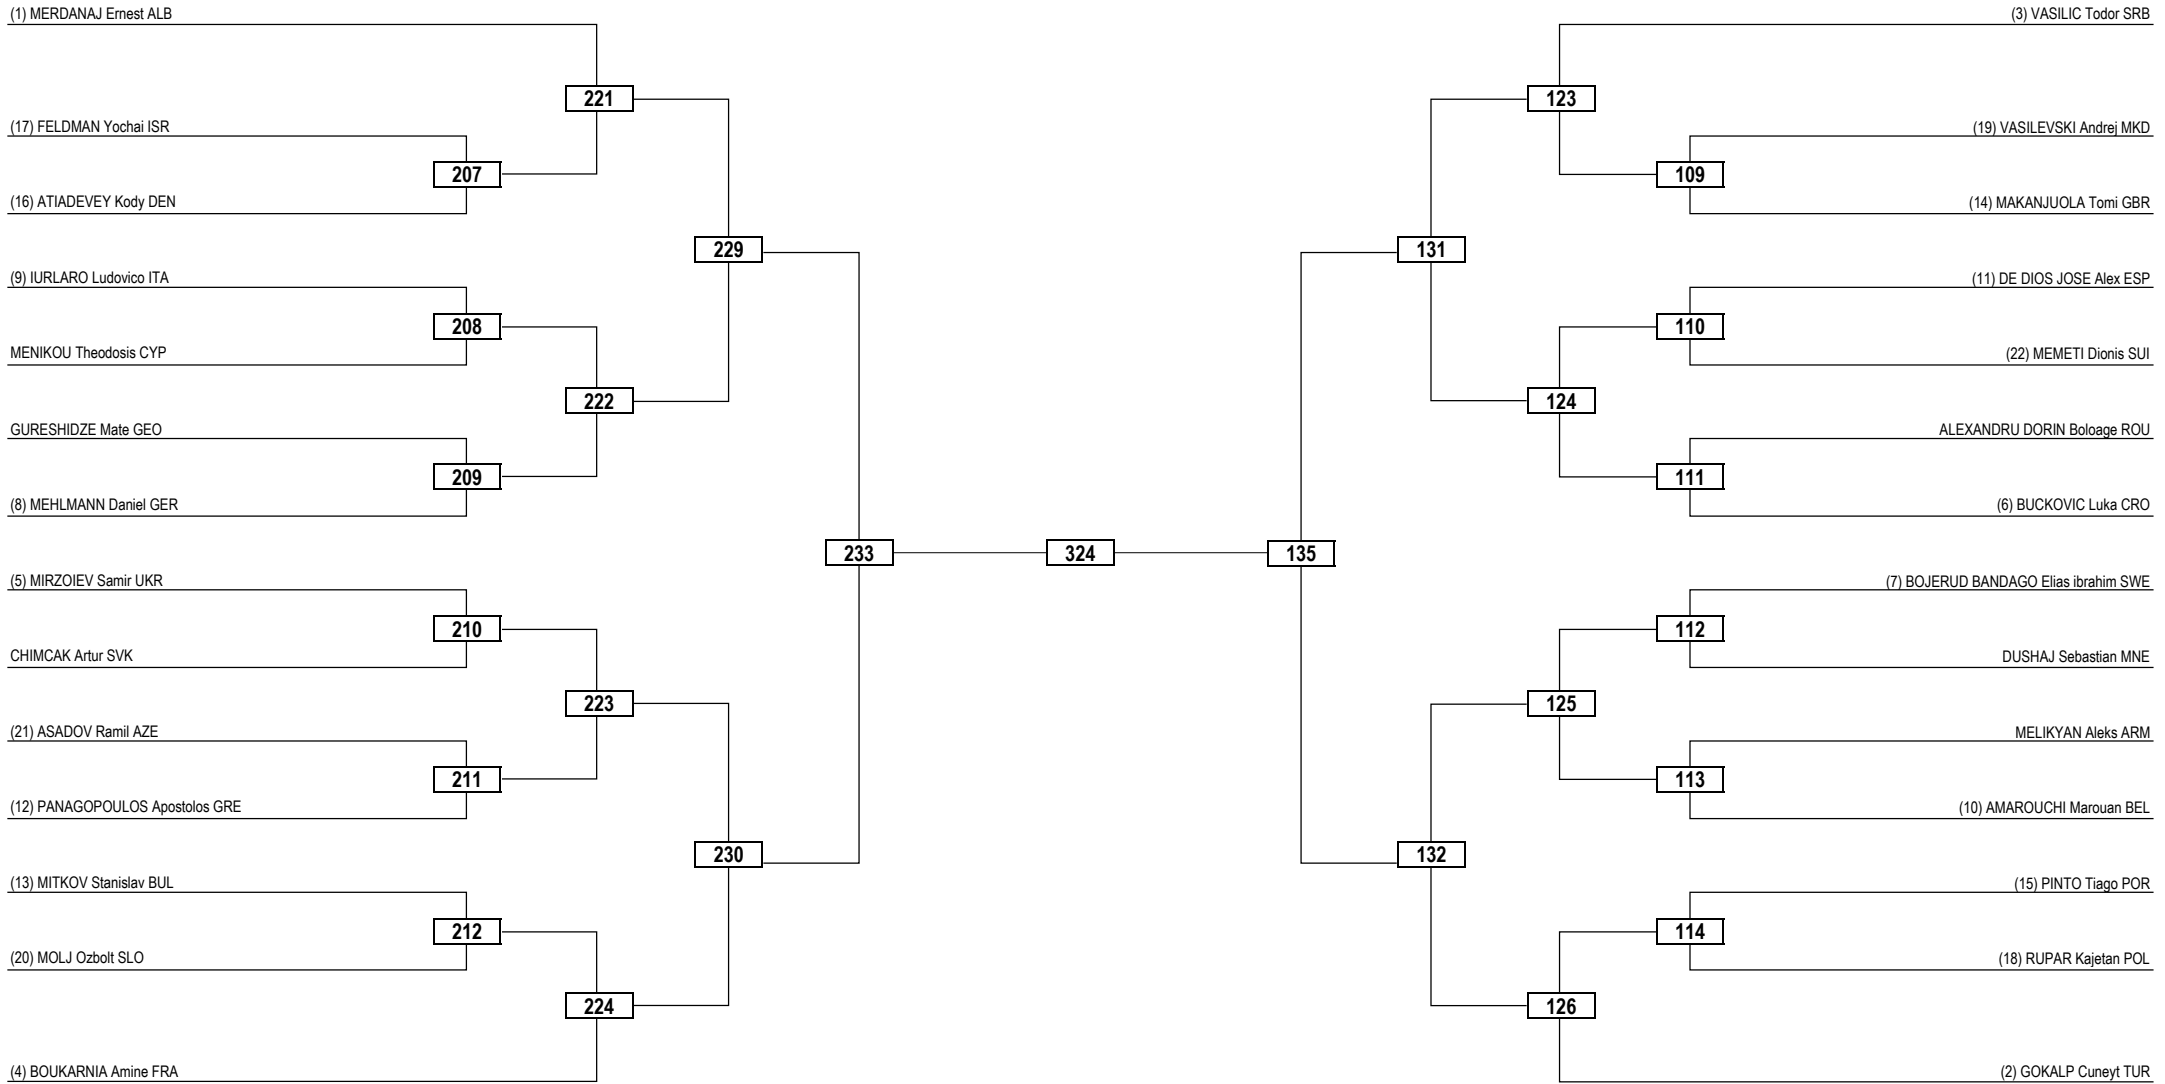 (1) MERDANAJ Ernest ALB
221
(17) FELDMAN Yochai ISR
207
(16) ATIADEVEY Kody DEN
229
(9) IURLARO Ludovico ITA
208
MENIKOU Theodosis CYP
222
GURESHIDZE Mate GEO
209
(8) MEHLMANN Daniel GER
233
(5) MIRZOIEV Samir UKR
210
CHIMCAK Artur SVK
223
(21) ASADOV Ramil AZE
211
(12) PANAGOPOULOS Apostolos GRE
230
(13) MITKOV Stanislav BUL
212
(20) MOLJ Ozbolt SLO
224
(4) BOUKARNIA Amine FRA
324
(3) VASILIC Todor SRB
123
(19) VASILEVSKI Andrej MKD
109
(14) MAKANJUOLA Tomi GBR
131
(11) DE DIOS JOSE Alex ESP
110
(22) MEMETI Dionis SUI
124
ALEXANDRU DORIN Boloage ROU
111
(6) BUCKOVIC Luka CRO
135
(7) BOJERUD BANDAGO Elias ibrahim SWE
112
DUSHAJ Sebastian MNE
125
MELIKYAN Aleks ARM
113
(10) AMAROUCHI Marouan BEL
132
(15) PINTO Tiago POR
114
(18) RUPAR Kajetan POL
126
(2) GOKALP Cuneyt TUR